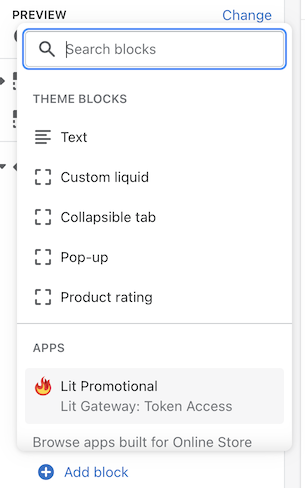 PREVIEW
Change
Search blocks
THEME BLOCKS
Text
Custom liquid
Collapsible tab
Pop-up
Product rating
APPS
Lit Promotional
Lit Gateway: Token Access
Browse apps built for Online Store
Add block